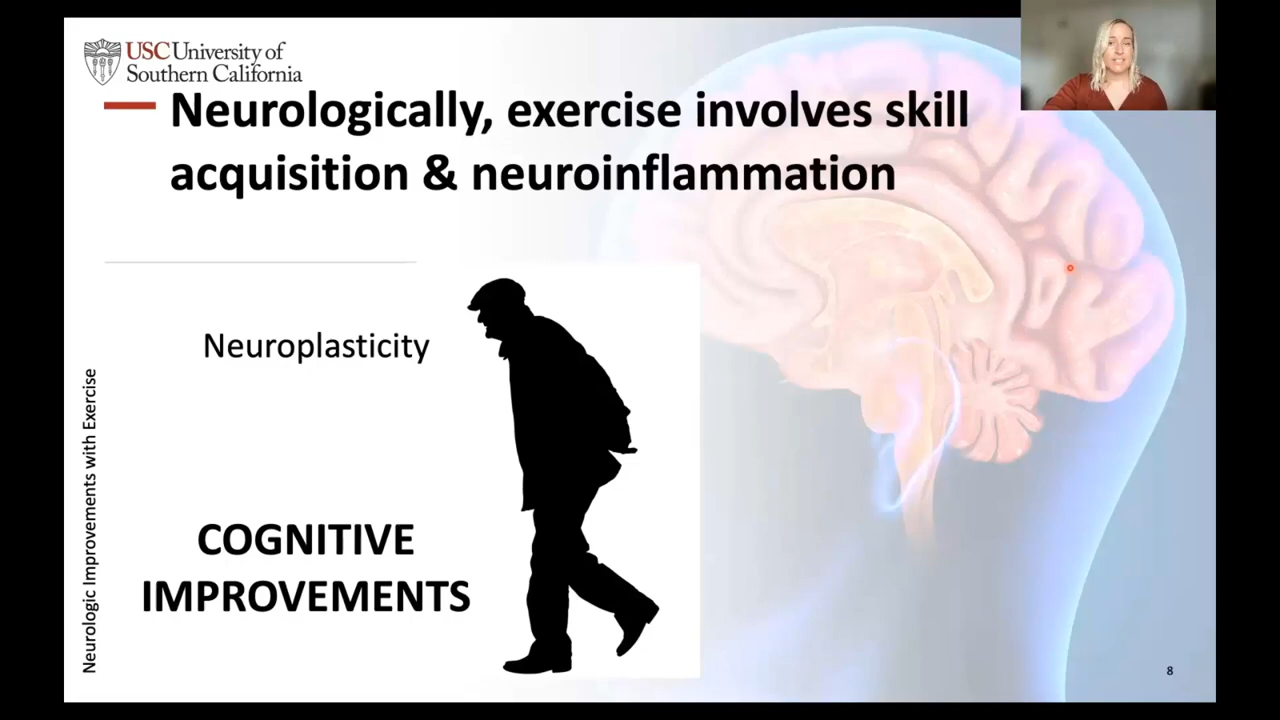 USC University of
Southern California
Neurologically, exercise involves skill
acquisition & neuroinflammation
Neuroplasticity
COGNITIVE
IMPROVEMENTS
Neurologic Improvements with Exercise
8